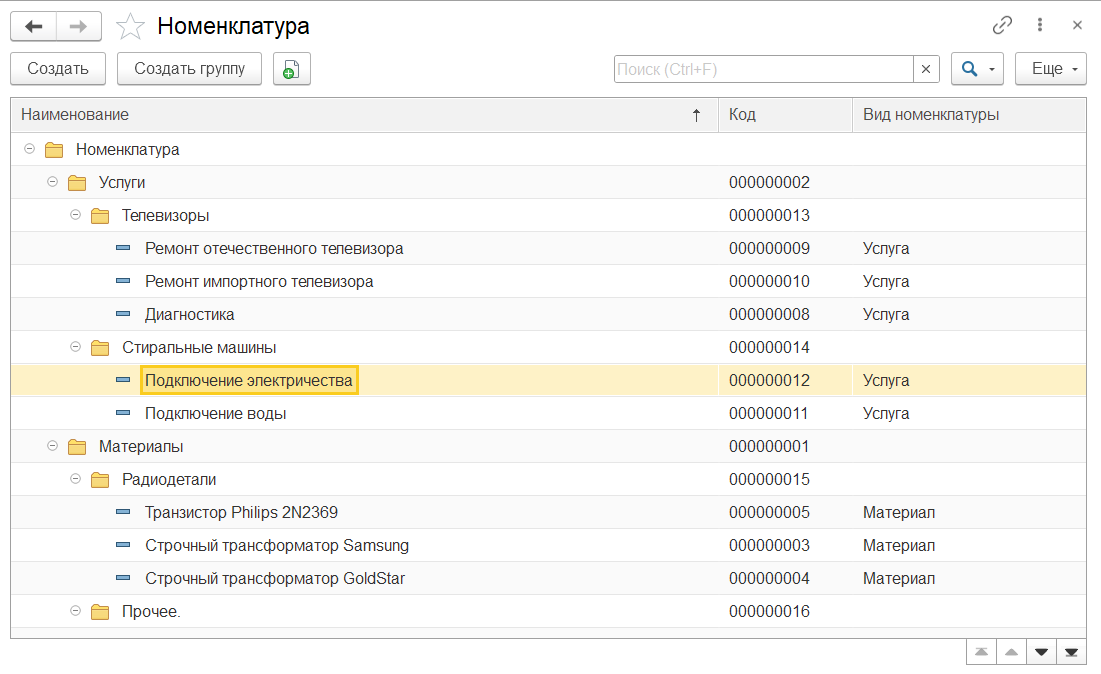 Номенклатура
Создать Создать группу Поиск (Ctrl+F) Еще
Наименование Код Вид номенклатуры
Номенклатура
Услуги 000000002
Телевизоры 000000013
Ремонт отечественного телевизора 000000009 Услуга
Ремонт импортного телевизора 000000010 Услуга
Диагностика 000000008 Услуга
Стиральные машины 000000014
Подключение электричества 000000012 Услуга
Подключение воды 000000011 Услуга
Материалы 000000001
Радиодетали 000000015
Транзистор Philips 2N2369 000000005 Материал
Строчный трансформатор Samsung 000000003 Материал
Строчный трансформатор GoldStar 000000004 Материал
Прочее. 000000016